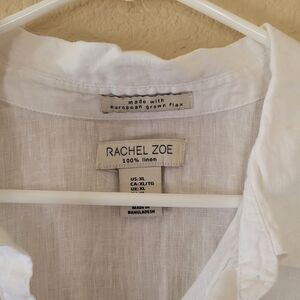 made with
european grown flax
RACHEL ZOE
100% linen
US:XL
CA:XL/TG
UK:XL
MADE IN
BANGLADESH